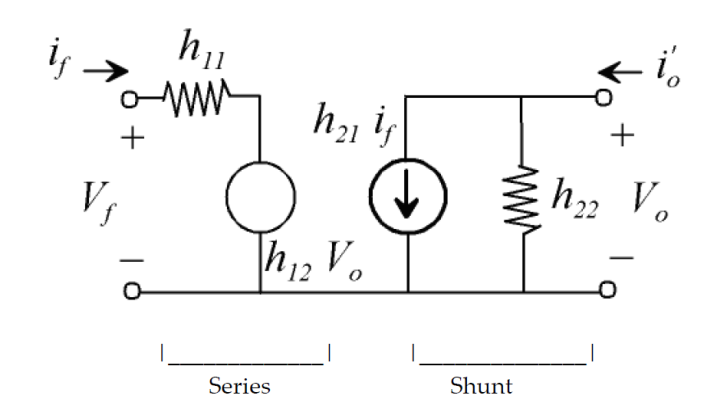 i_f h_11 i'_o
+ h_21 i_f +
V_f h_22 V_o
− h_12 V_o −
Series Shunt